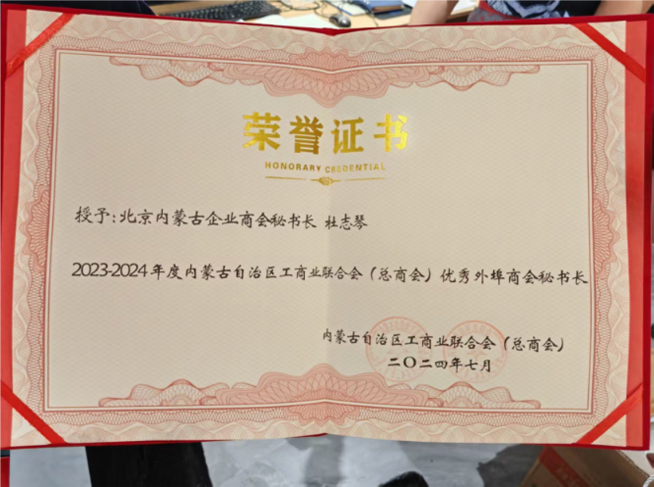 荣誉证书
HONORARY CREDENTIAL
授予：北京内蒙古企业商会秘书长 杜志琴
2023-2024年度内蒙古自治区工商业联合会（总商会）优秀外埠商会秘书长
内蒙古自治区工商业联合会（总商会）
二〇二四年七月